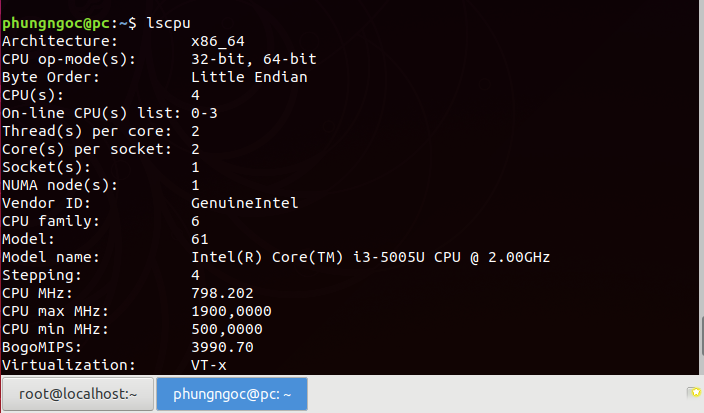 phungngoc@pc:~$ lscpu
Architecture: x86_64
CPU op-mode(s): 32-bit, 64-bit
Byte Order: Little Endian
CPU(s): 4
On-line CPU(s) list: 0-3
Thread(s) per core: 2
Core(s) per socket: 2
Socket(s): 1
NUMA node(s): 1
Vendor ID: GenuineIntel
CPU family: 6
Model: 61
Model name: Intel(R) Core(TM) i3-5005U CPU @ 2.00GHz
Stepping: 4
CPU MHz: 798.202
CPU max MHz: 1900,0000
CPU min MHz: 500,0000
BogoMIPS: 3990.70
Virtualization: VT-x
root@localhost:~ phungngoc@pc: ~